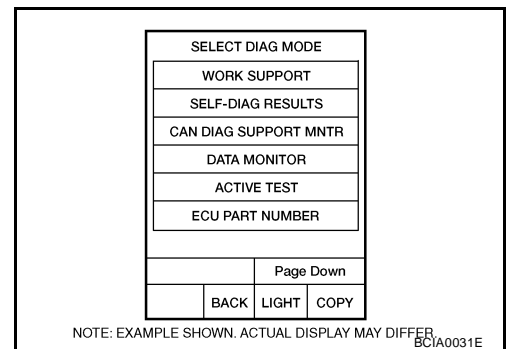 SELECT DIAG MODE
WORK SUPPORT
SELF-DIAG RESULTS
CAN DIAG SUPPORT MNTR
DATA MONITOR
ACTIVE TEST
ECU PART NUMBER
Page Down
BACK LIGHT COPY
NOTE: EXAMPLE SHOWN. ACTUAL DISPLAY MAY DIFFER.
BCIA0031E